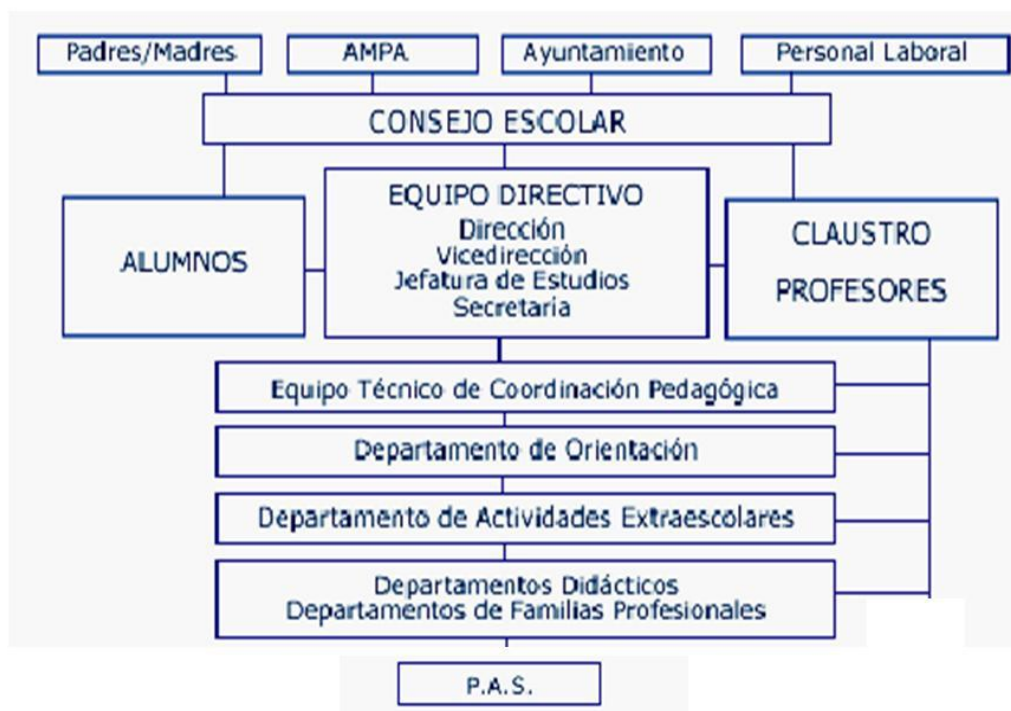 Padres/Madres
AMPA
Ayuntamiento
Personal Laboral
CONSEJO ESCOLAR
ALUMNOS
EQUIPO DIRECTIVO
Dirección
Vicedirección
Jefatura de Estudios
Secretaría
CLAUSTRO
PROFESORES
Equipo Técnico de Coordinación Pedagógica
Departamento de Orientación
Departamento de Actividades Extraescolares
Departamentos Didácticos
Departamentos de Familias Profesionales
P.A.S.